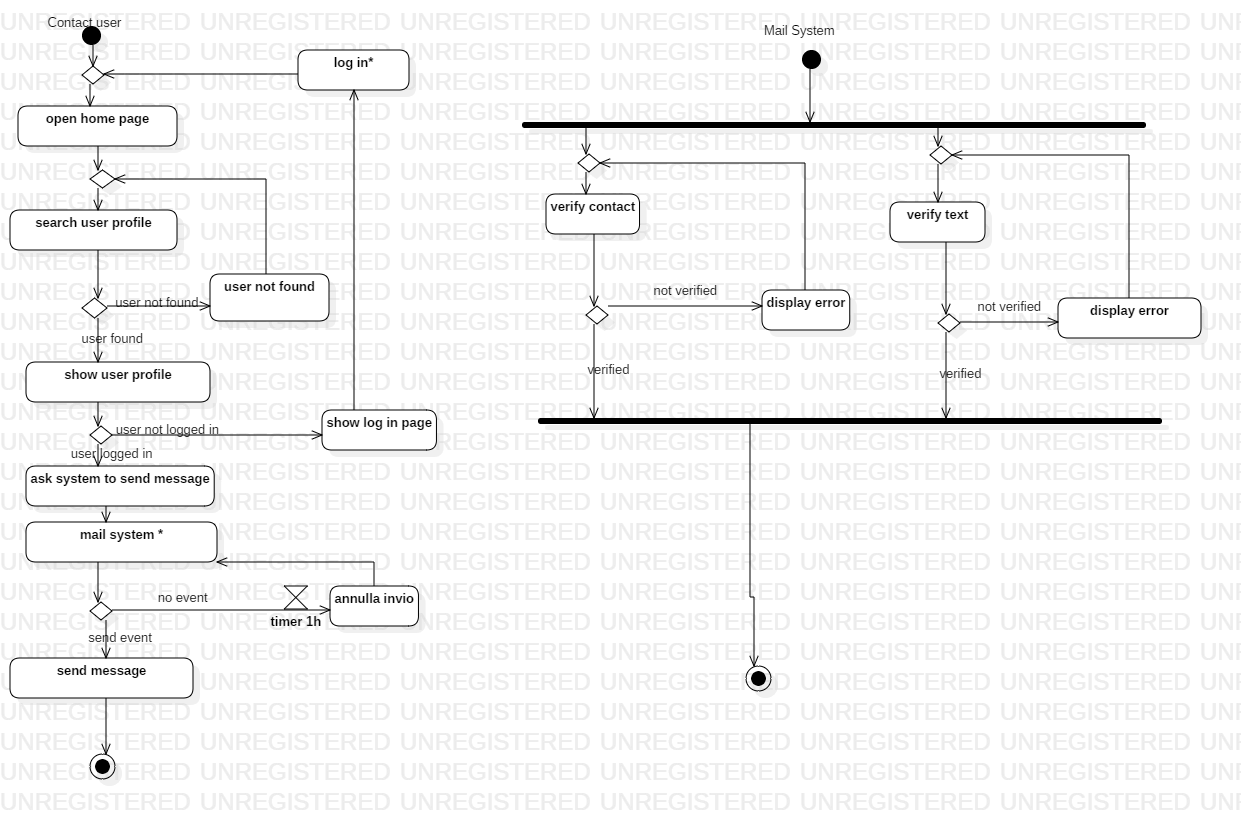 Contact user
log in*
open home page
search user profile
user not found
user not found
user found
show user profile
user not logged in
show log in page
user logged in
ask system to send message
mail system *
no event
annulla invio
timer 1h
send event
send message
Mail System
verify contact
verify text
not verified
display error
not verified
display error
verified
verified
UNREGISTERED